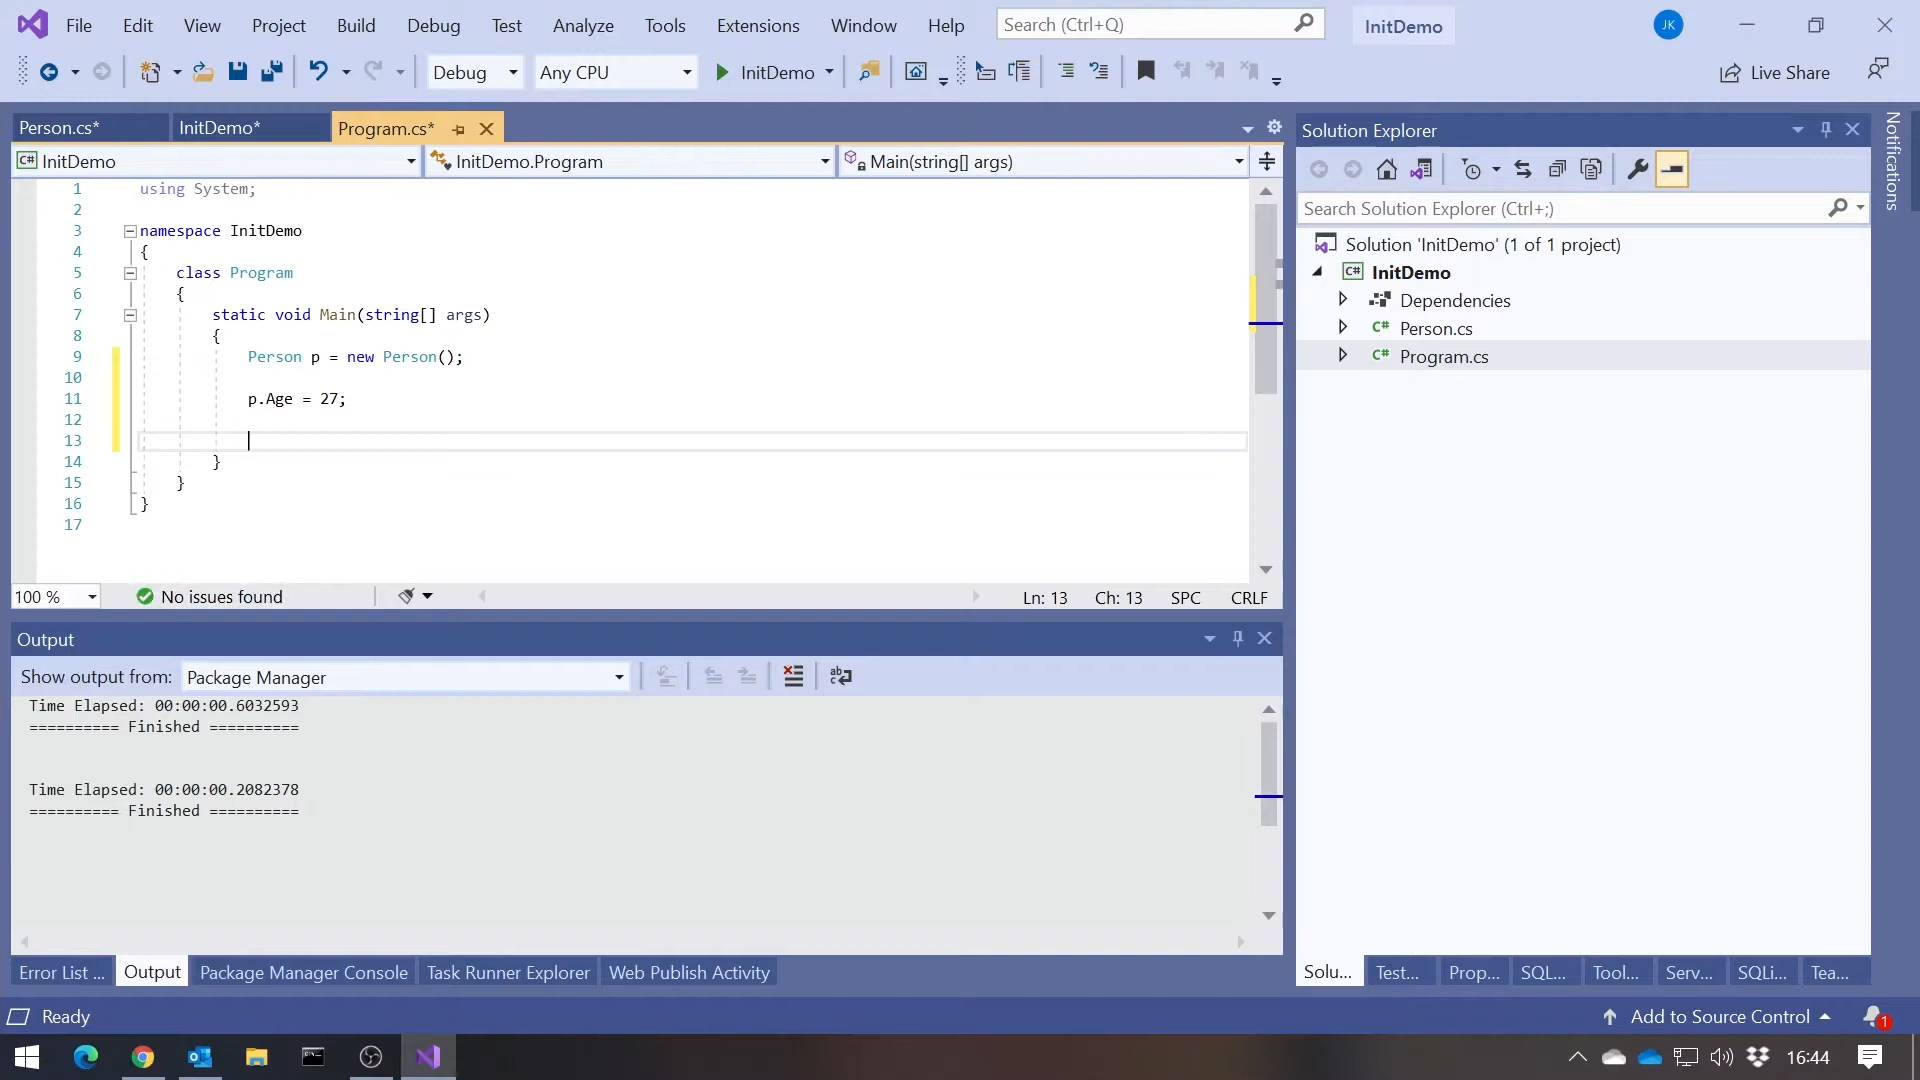 File Edit View Project Build Debug Test Analyze Tools Extensions Window Help Search (Ctrl+Q) InitDemo JK
Debug Any CPU InitDemo Live Share
Person.cs* InitDemo* Program.cs*
InitDemo InitDemo.Program Main(string[] args)
1 using System;
2
3 namespace InitDemo
4 {
5 class Program
6 {
7 static void Main(string[] args)
8 {
9 Person p = new Person();
10
11 p.Age = 27;
12
13
14 }
15 }
16 }
17
100 % No issues found Ln: 13 Ch: 13 SPC CRLF
Output
Show output from: Package Manager
Time Elapsed: 00:00:00.6032593
========== Finished ==========
Time Elapsed: 00:00:00.2082378
========== Finished ==========
Error List ... Output Package Manager Console Task Runner Explorer Web Publish Activity
Solution Explorer
Search Solution Explorer (Ctrl+;)
Solution 'InitDemo' (1 of 1 project)
C# InitDemo
Dependencies
C# Person.cs
C# Program.cs
Solu... Test... Prop... SQL... Tool... Serv... SQLi... Tea...
Notifications
Ready Add to Source Control 1
16:44